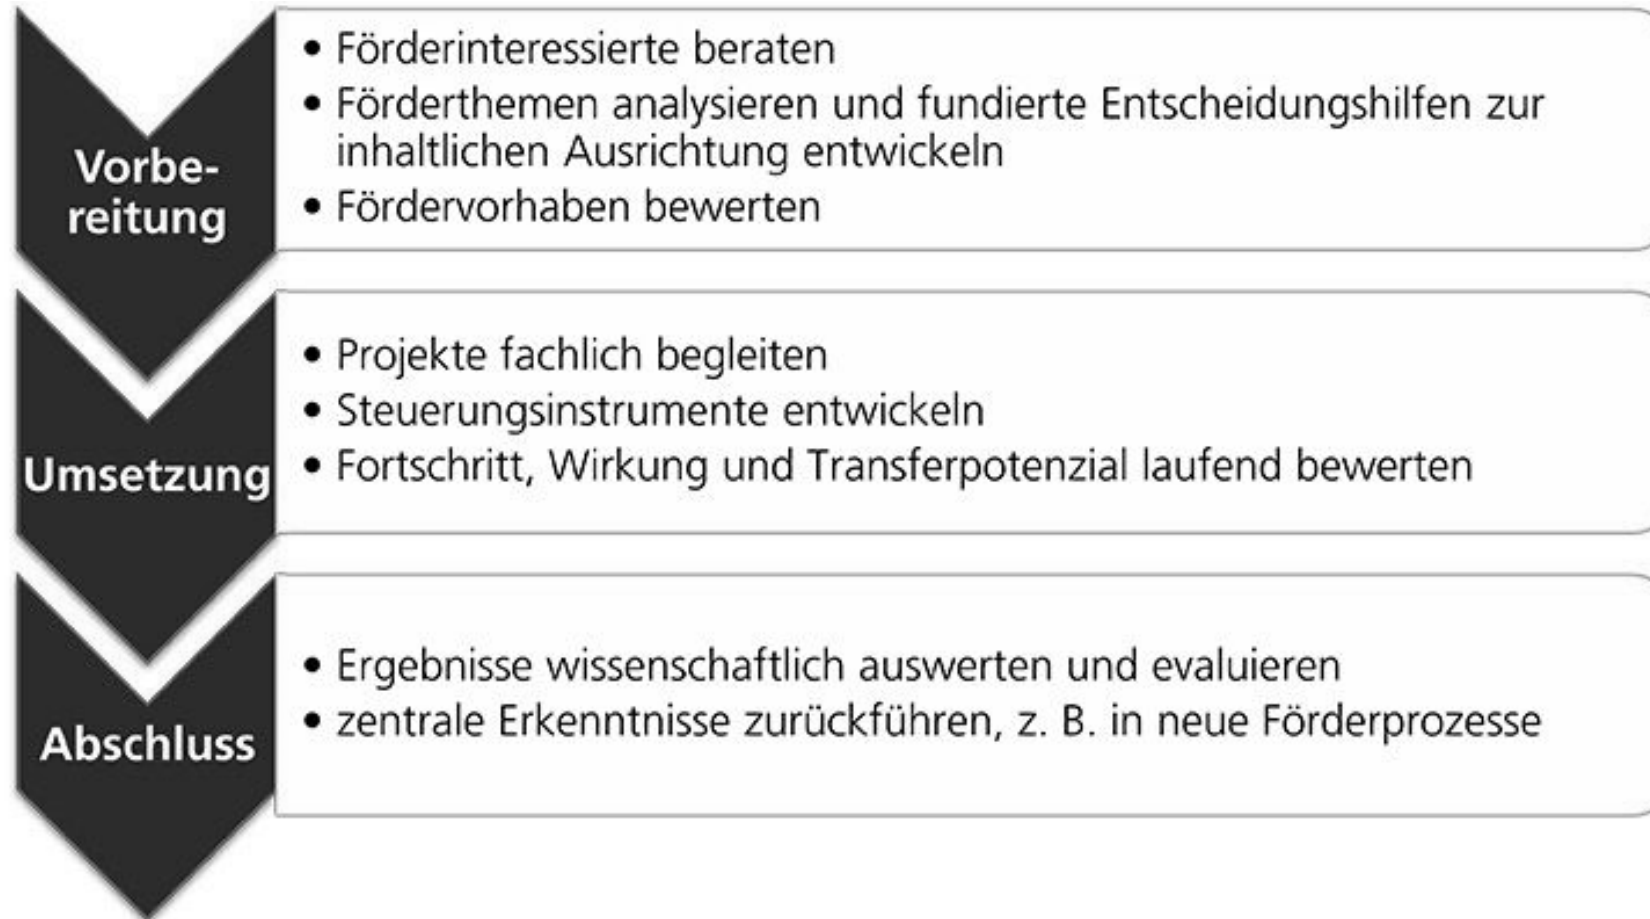 Vorbe-
reitung
• Förderinteressierte beraten
• Förderthemen analysieren und fundierte Entscheidungshilfen zur
inhaltlichen Ausrichtung entwickeln
• Fördervorhaben bewerten
Umsetzung
• Projekte fachlich begleiten
• Steuerungsinstrumente entwickeln
• Fortschritt, Wirkung und Transferpotenzial laufend bewerten
Abschluss
• Ergebnisse wissenschaftlich auswerten und evaluieren
• zentrale Erkenntnisse zurückführen, z. B. in neue Förderprozesse